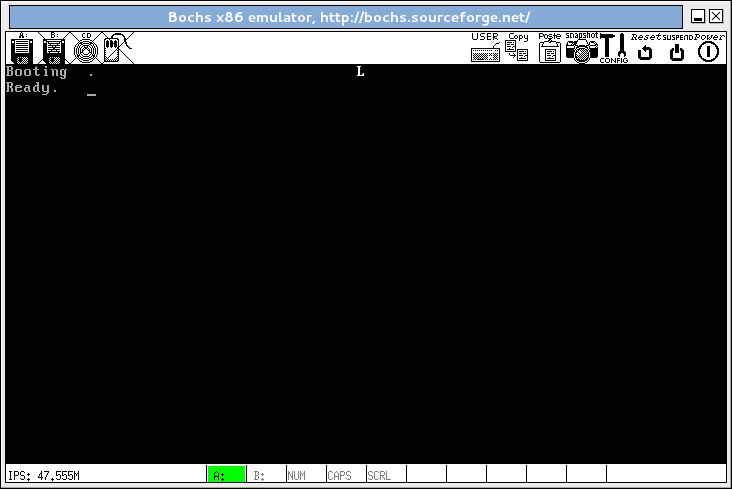 Bochs x86 emulator, http://bochs.sourceforge.net/
A: B: CD USER Copy Paste snapshot CONFIG Reset SUSPEND Power
Booting . L
Ready. _
IPS: 47.555M A: B: NUM CAPS SCRL